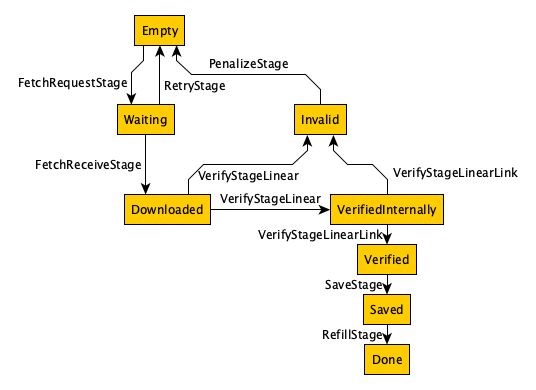 Empty
PenalizeStage
FetchRequestStage
RetryStage
Waiting
Invalid
FetchReceiveStage
VerifyStageLinear
VerifyStageLinearLink
VerifyStageLinear
Downloaded
VerifiedInternally
VerifyStageLinearLink
Verified
SaveStage
Saved
RefillStage
Done